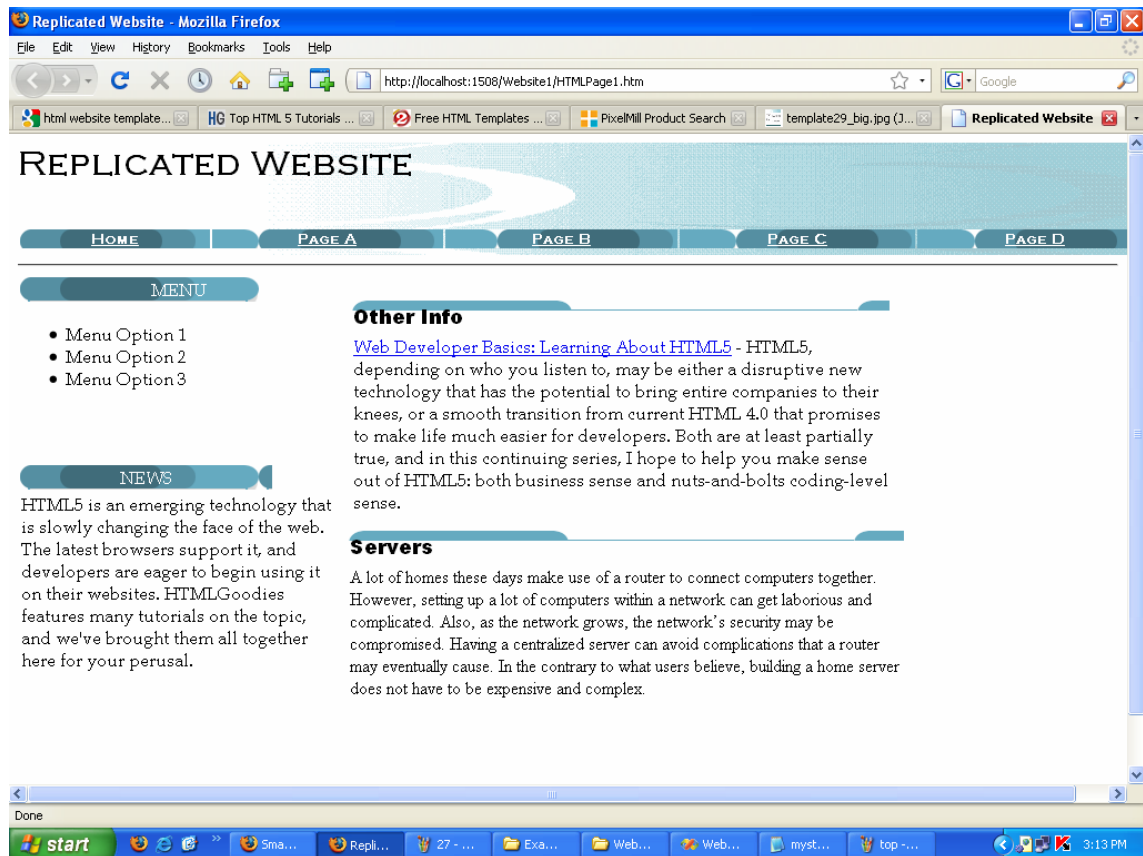 Replicated Website - Mozilla Firefox
File Edit View History Bookmarks Tools Help
http://localhost:1508/Website1/HTMLPage1.htm
G Google
html website template... HG Top HTML 5 Tutorials ... Free HTML Templates ... PixelMill Product Search template29_big.jpg (J... Replicated Website
REPLICATED WEBSITE
HOME PAGE A PAGE B PAGE C PAGE D
MENU
Menu Option 1
Menu Option 2
Menu Option 3
NEWS
HTML5 is an emerging technology that
is slowly changing the face of the web.
The latest browsers support it, and
developers are eager to begin using it
on their websites. HTMLGoodies
features many tutorials on the topic,
and we've brought them all together
here for your perusal.
Other Info
Web Developer Basics: Learning About HTML5 - HTML5,
depending on who you listen to, may be either a disruptive new
technology that has the potential to bring entire companies to their
knees, or a smooth transition from current HTML 4.0 that promises
to make life much easier for developers. Both are at least partially
true, and in this continuing series, I hope to help you make sense
out of HTML5: both business sense and nuts-and-bolts coding-level
sense.
Servers
A lot of homes these days make use of a router to connect computers together.
However, setting up a lot of computers within a network can get laborious and
complicated. Also, as the network grows, the network's security may be
compromised. Having a centralized server can avoid complications that a router
may eventually cause. In the contrary to what users believe, building a home server
does not have to be expensive and complex.
Done
start Sma... Repli... 27 - ... Exa... Web... Web... myst... top -... 3:13 PM